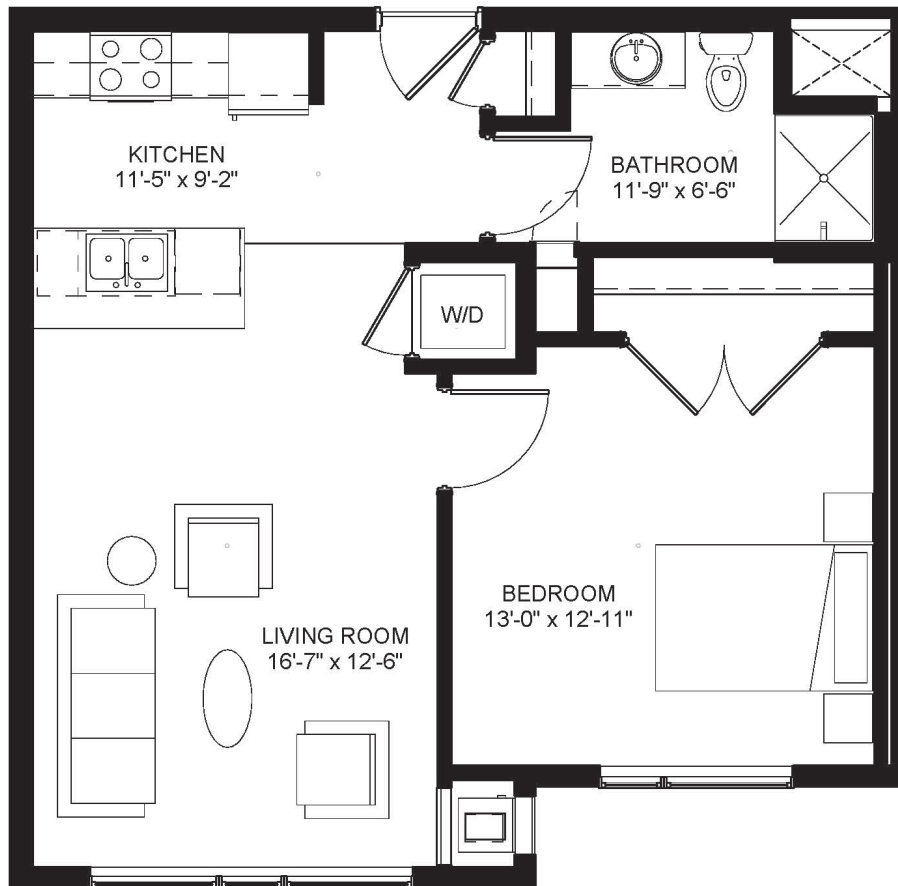 KITCHEN
11'-5" x 9'-2"
BATHROOM
11'-9" x 6'-6"
W/D
BEDROOM
13'-0" x 12'-11"
LIVING ROOM
16'-7" x 12'-6"